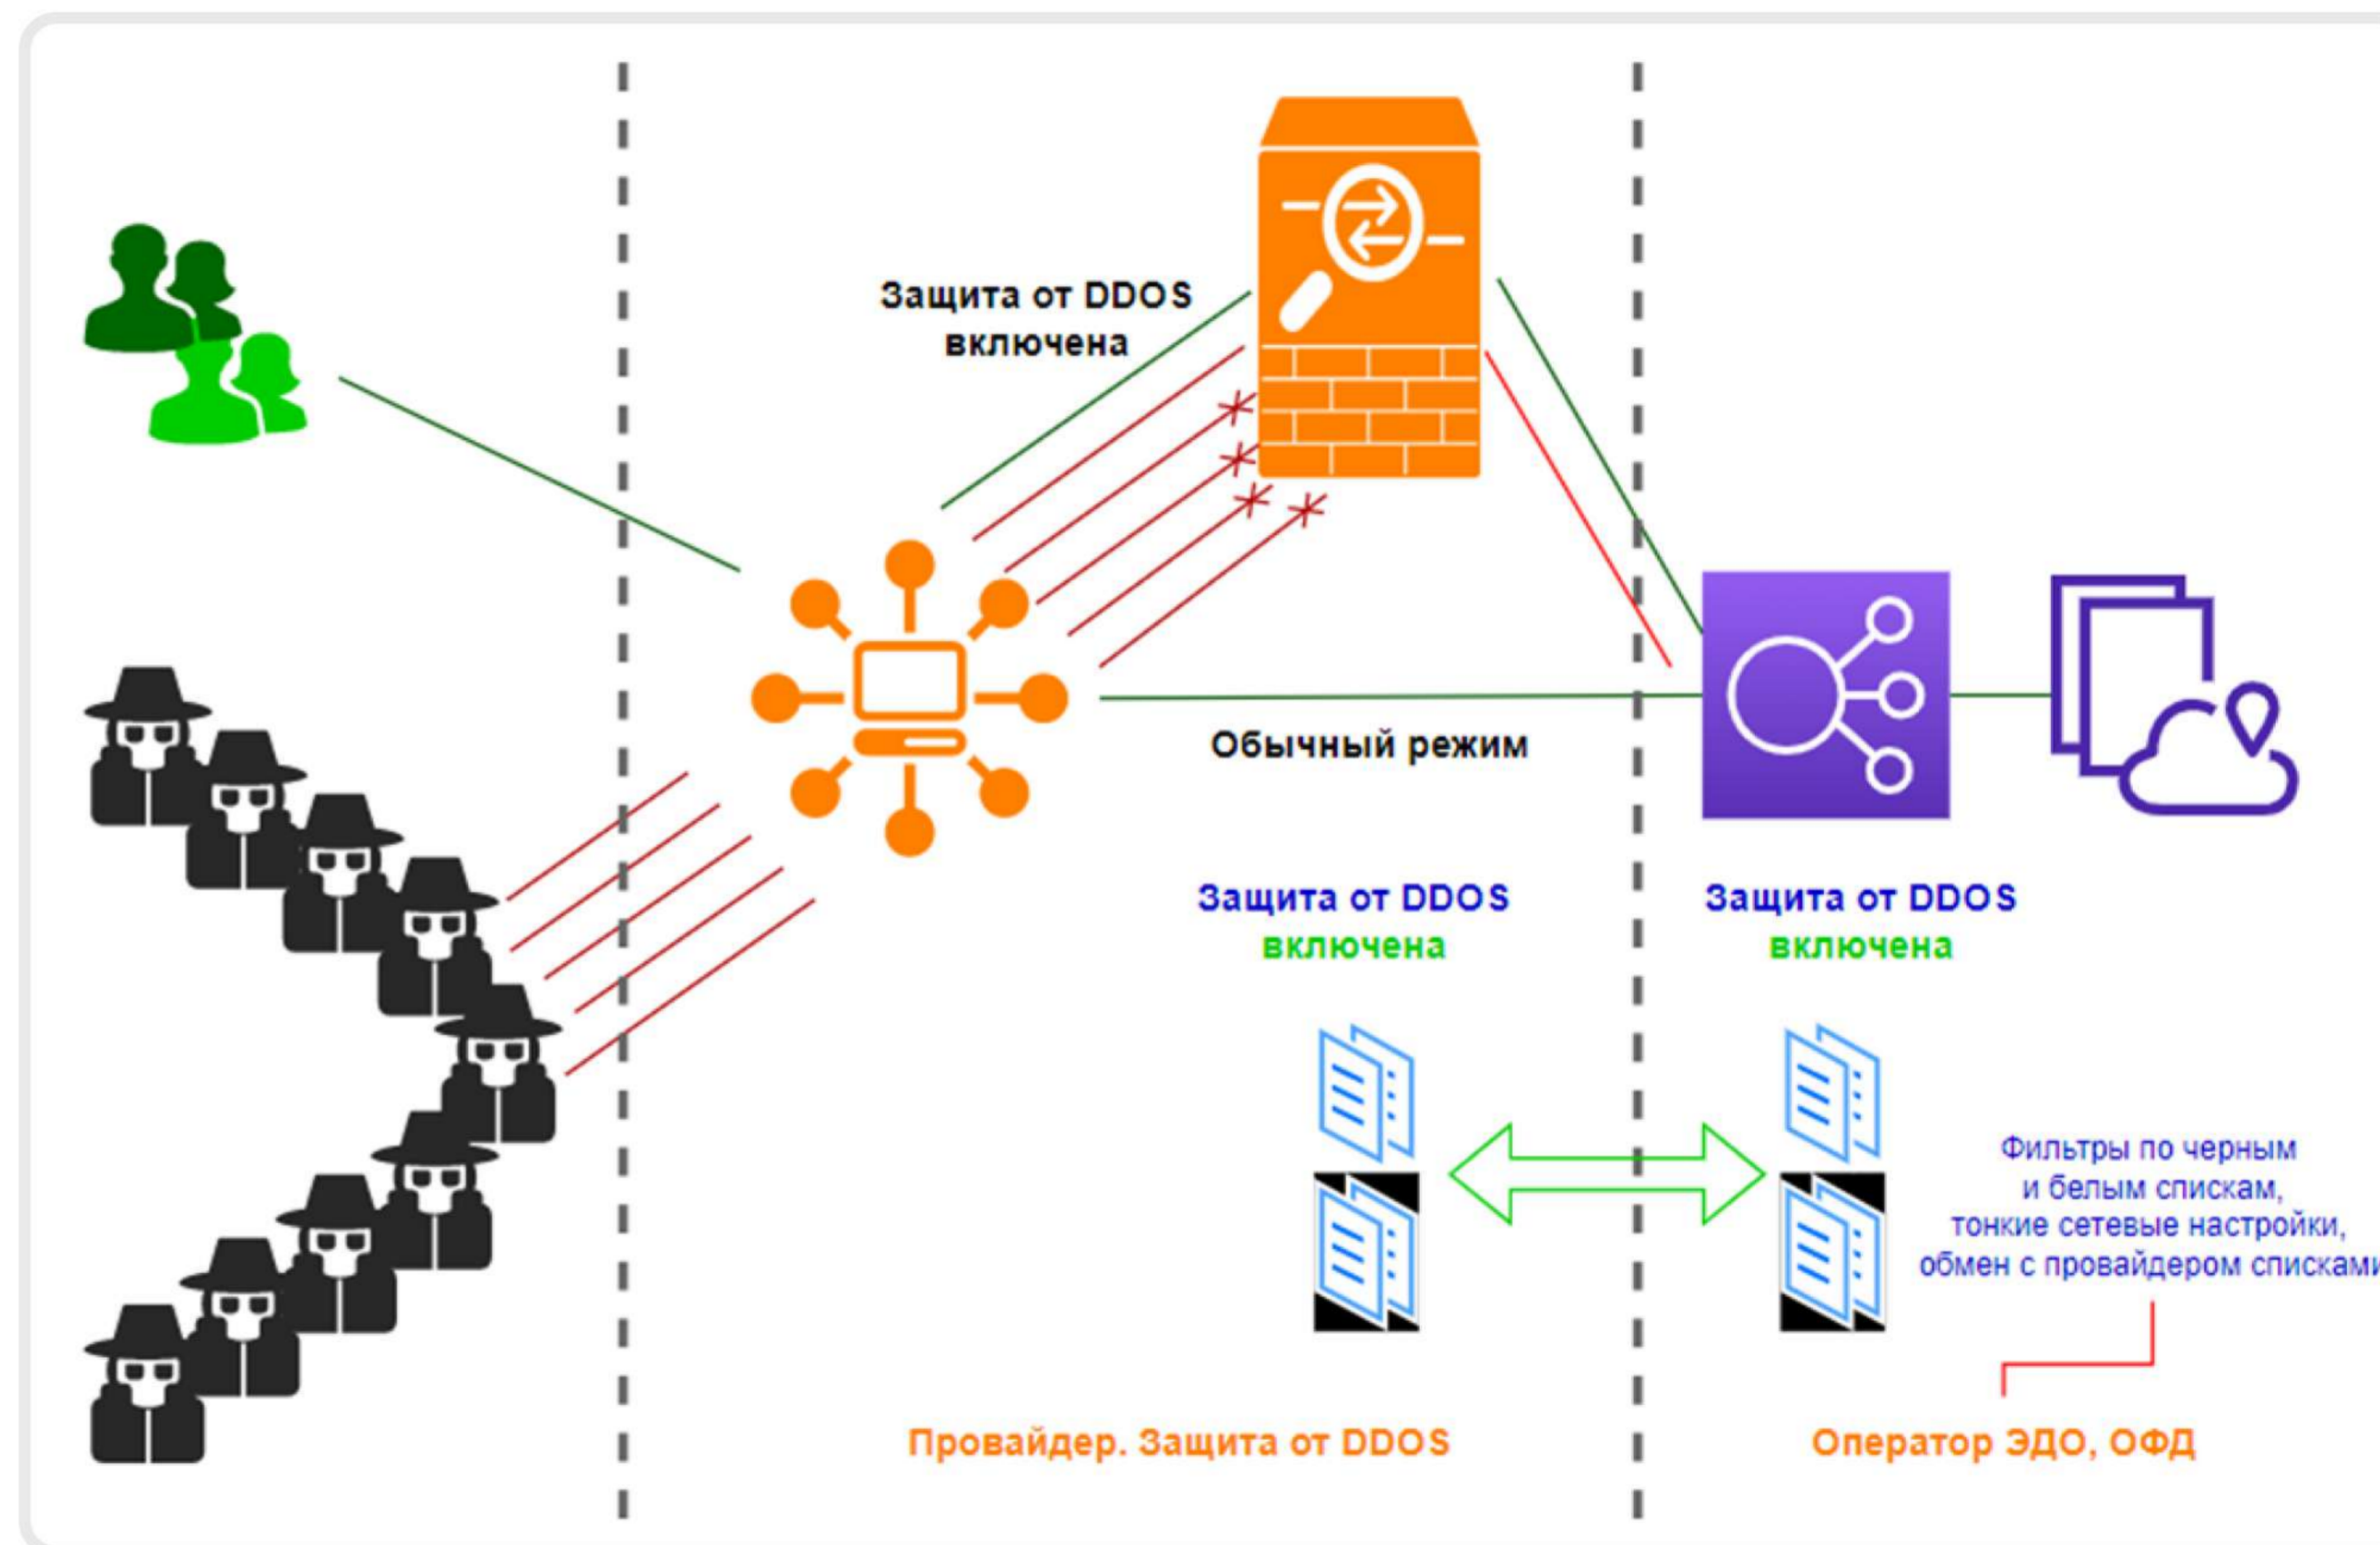 Защита от DDOS
включена
Обычный режим
Защита от DDOS
включена
Защита от DDOS
включена
Фильтры по черным
и белым спискам,
тонкие сетевые настройки,
обмен с провайдером списками
Провайдер. Защита от DDOS
Оператор ЭДО, ОФД